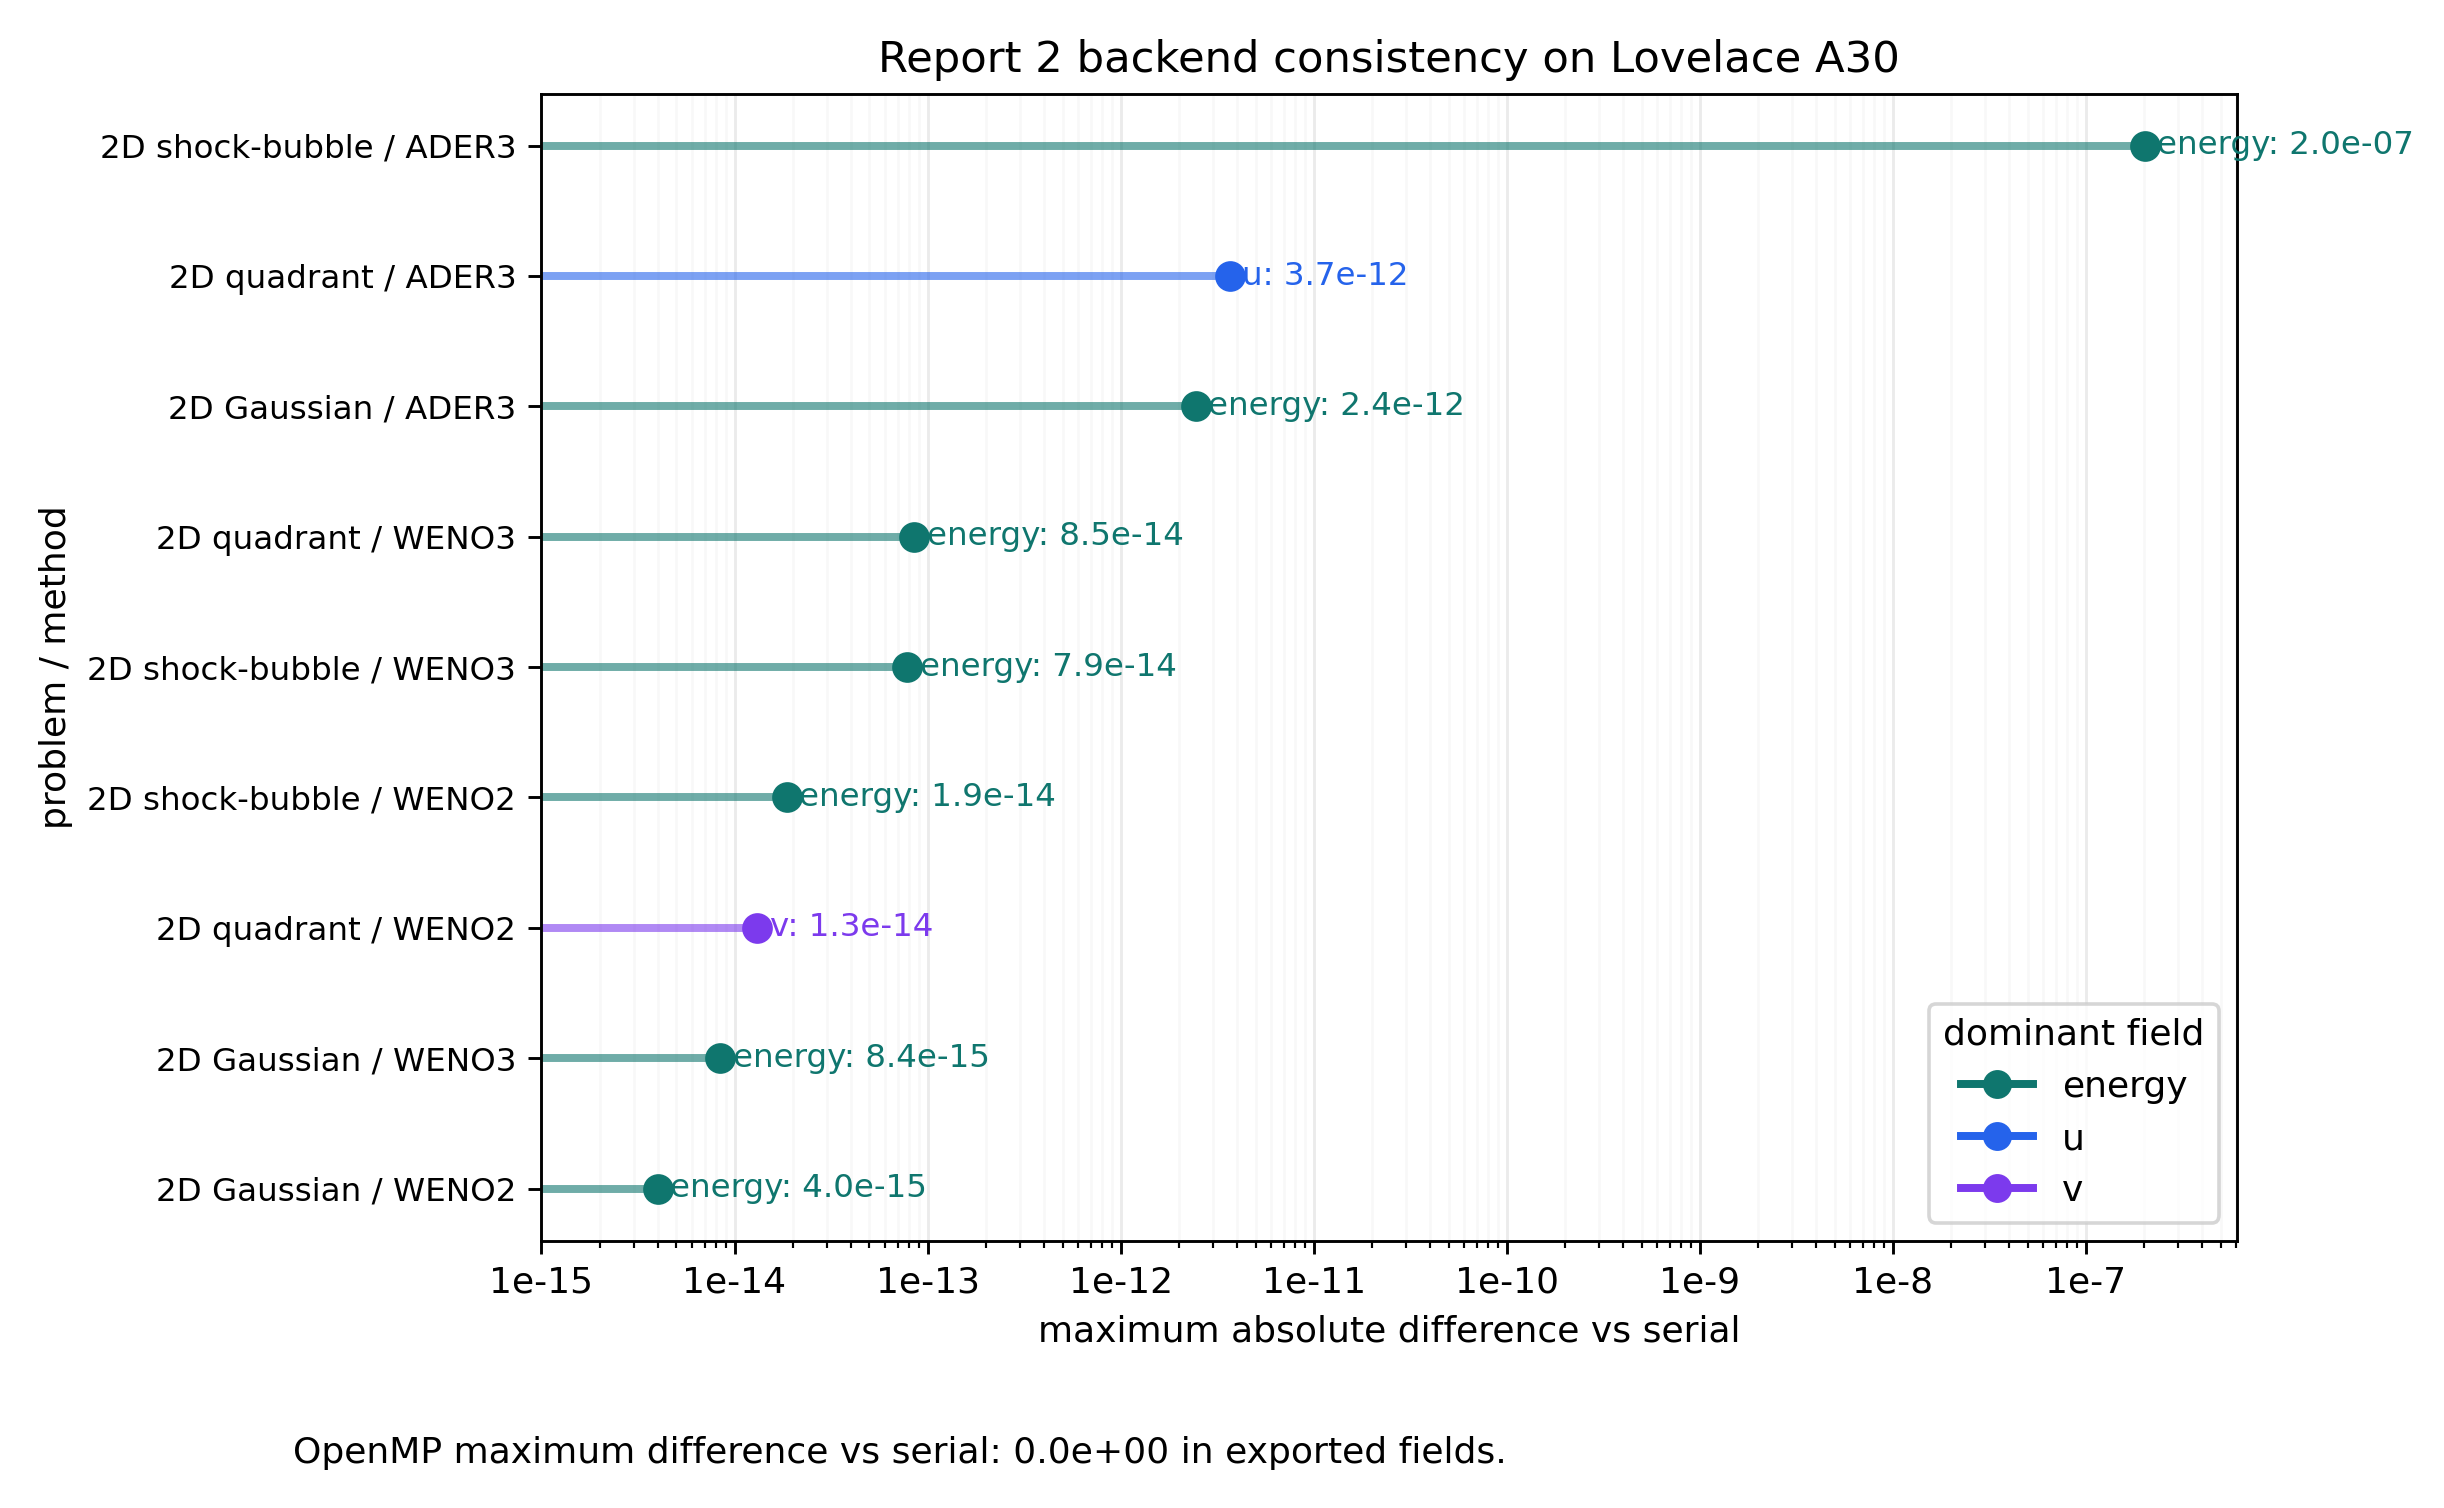 Report 2 backend consistency on Lovelace A30
problem / method
2D shock-bubble / ADER3
energy: 2.0e-07
2D quadrant / ADER3
u: 3.7e-12
2D Gaussian / ADER3
energy: 2.4e-12
2D quadrant / WENO3
energy: 8.5e-14
2D shock-bubble / WENO3
energy: 7.9e-14
2D shock-bubble / WENO2
energy: 1.9e-14
2D quadrant / WENO2
v: 1.3e-14
2D Gaussian / WENO3
energy: 8.4e-15
2D Gaussian / WENO2
energy: 4.0e-15
dominant field
energy
u
v
1e-15 1e-14 1e-13 1e-12 1e-11 1e-10 1e-9 1e-8 1e-7
maximum absolute difference vs serial
OpenMP maximum difference vs serial: 0.0e+00 in exported fields.